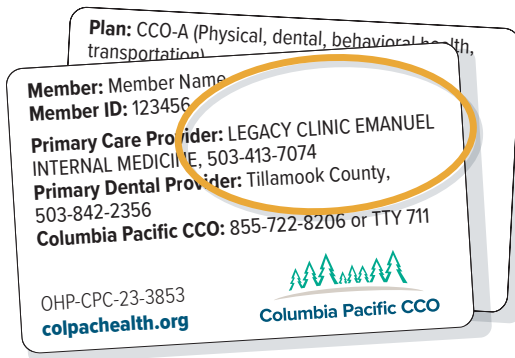 Plan: CCO-A (Physical, dental, behavioral health,
transportation)
Member: Member Name
Member ID: 123456
Primary Care Provider: LEGACY CLINIC EMANUEL
INTERNAL MEDICINE, 503-413-7074
Primary Dental Provider: Tillamook County,
503-842-2356
Columbia Pacific CCO: 855-722-8206 or TTY 711
OHP-CPC-23-3853
colpachealth.org
Columbia Pacific CCO